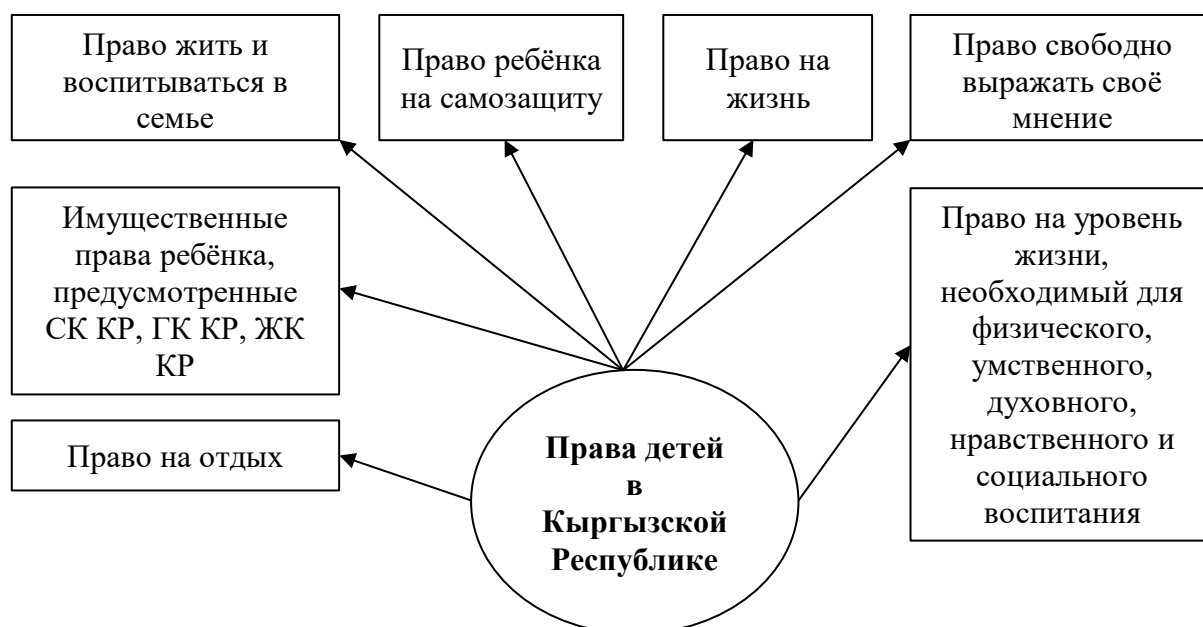 Право жить и
воспитываться в
семье
Право ребёнка
на самозащиту
Право на
жизнь
Право свободно
выражать своё
мнение
Имущественные
права ребёнка,
предусмотренные
СК КР, ГК КР, ЖК
КР
Право на уровень
жизни,
необходимый для
физического,
умственного,
духовного,
нравственного и
социального
воспитания
Право на отдых
Права детей
в
Кыргызской
Республике